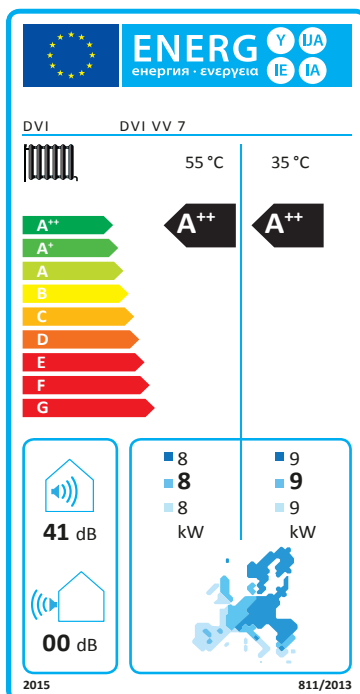 ENERG Y IJA
енергия · ενεργεια IE IA
DVI DVI VV 7
55 °C 35 °C
A++ A++
A++
A+
A
B
C
D
E
F
G
8 9
8 9
8 9
kW kW
41 dB
00 dB
2015 811/2013